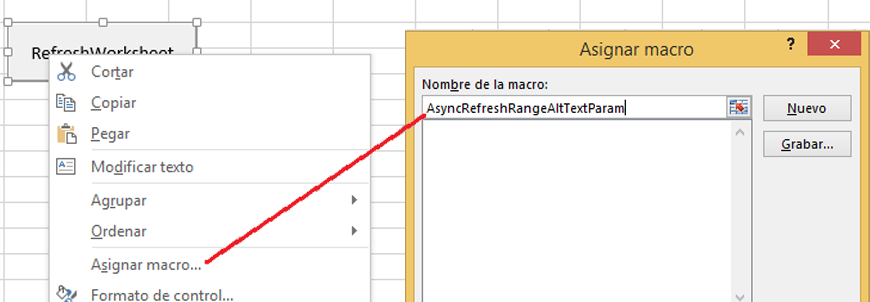 RefreshWorksheet
Cortar
Copiar
Pegar
Modificar texto
Agrupar
Ordenar
Asignar macro...
Formato de control...
Asignar macro
?
Nombre de la macro:
AsyncRefreshRangeAltTextParam
Nuevo
Grabar...